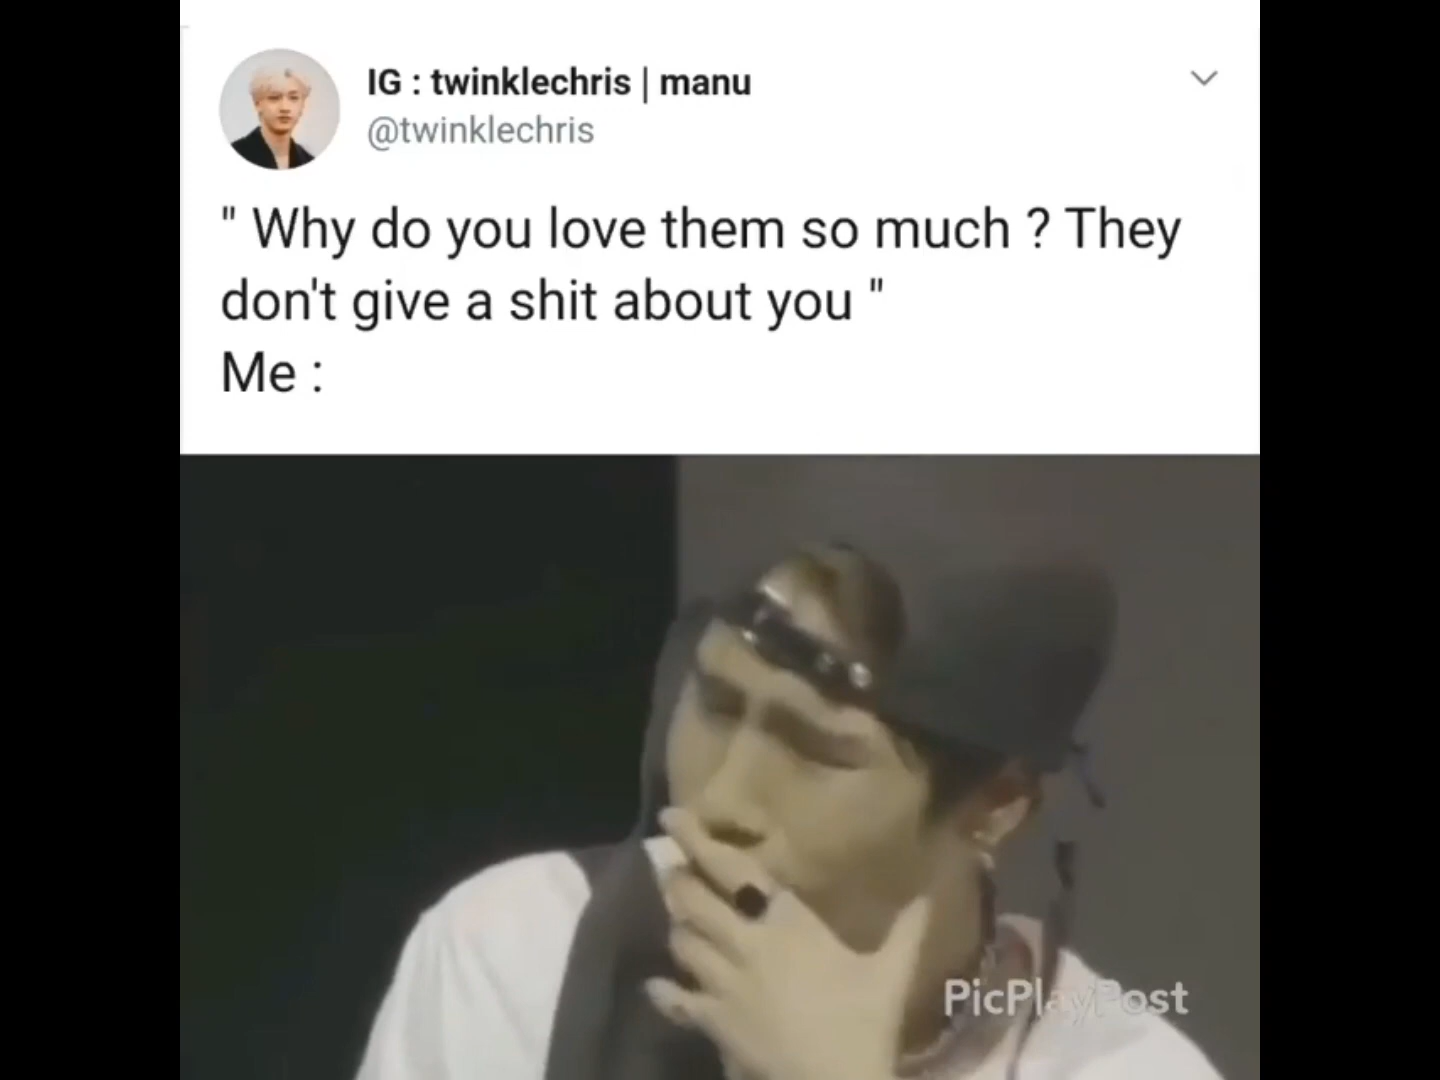 IG : twinklechris | manu
@twinklechris
" Why do you love them so much ? They
don't give a shit about you "
Me :
PicPlayPost